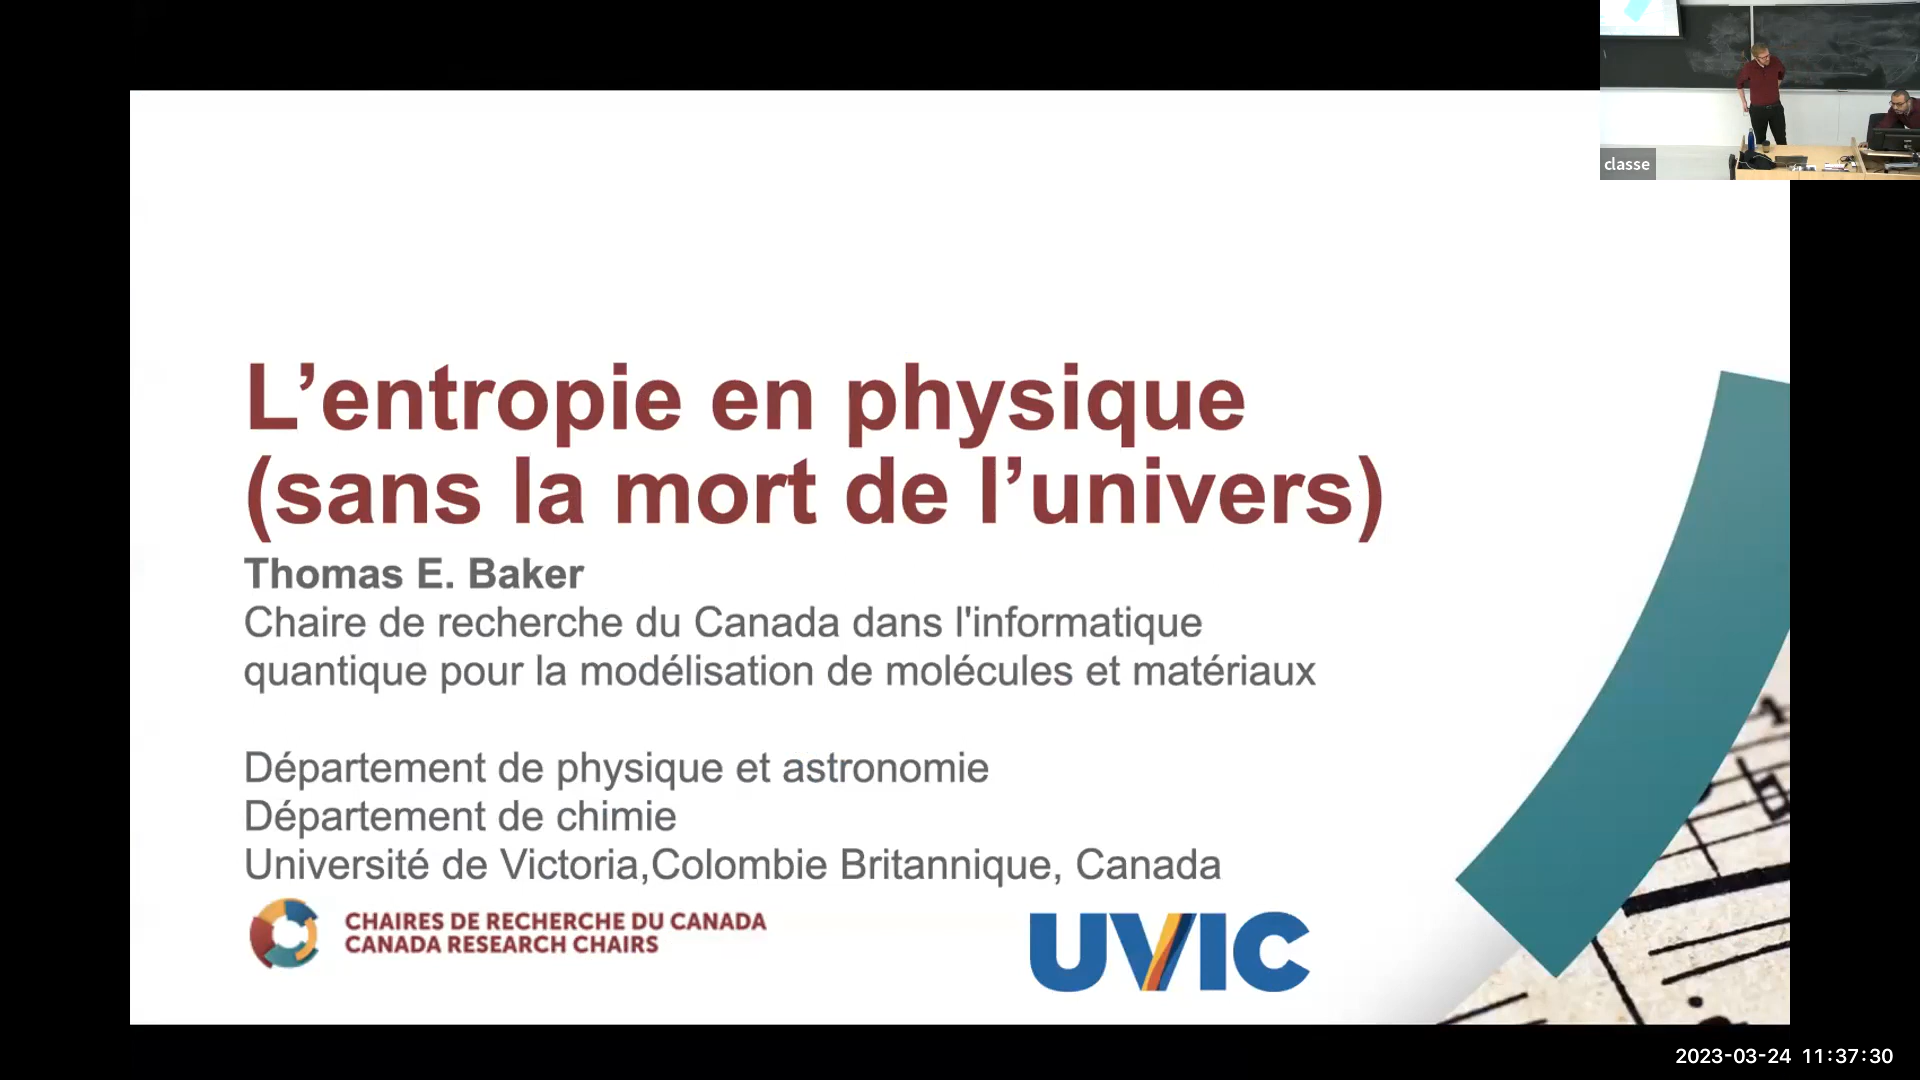 classe
L’entropie en physique
(sans la mort de l’univers)
Thomas E. Baker
Chaire de recherche du Canada dans l'informatique
quantique pour la modélisation de molécules et matériaux
Département de physique et astronomie
Département de chimie
Université de Victoria,Colombie Britannique, Canada
CHAIRES DE RECHERCHE DU CANADA
CANADA RESEARCH CHAIRS
UVIC
2023-03-24 11:37:30